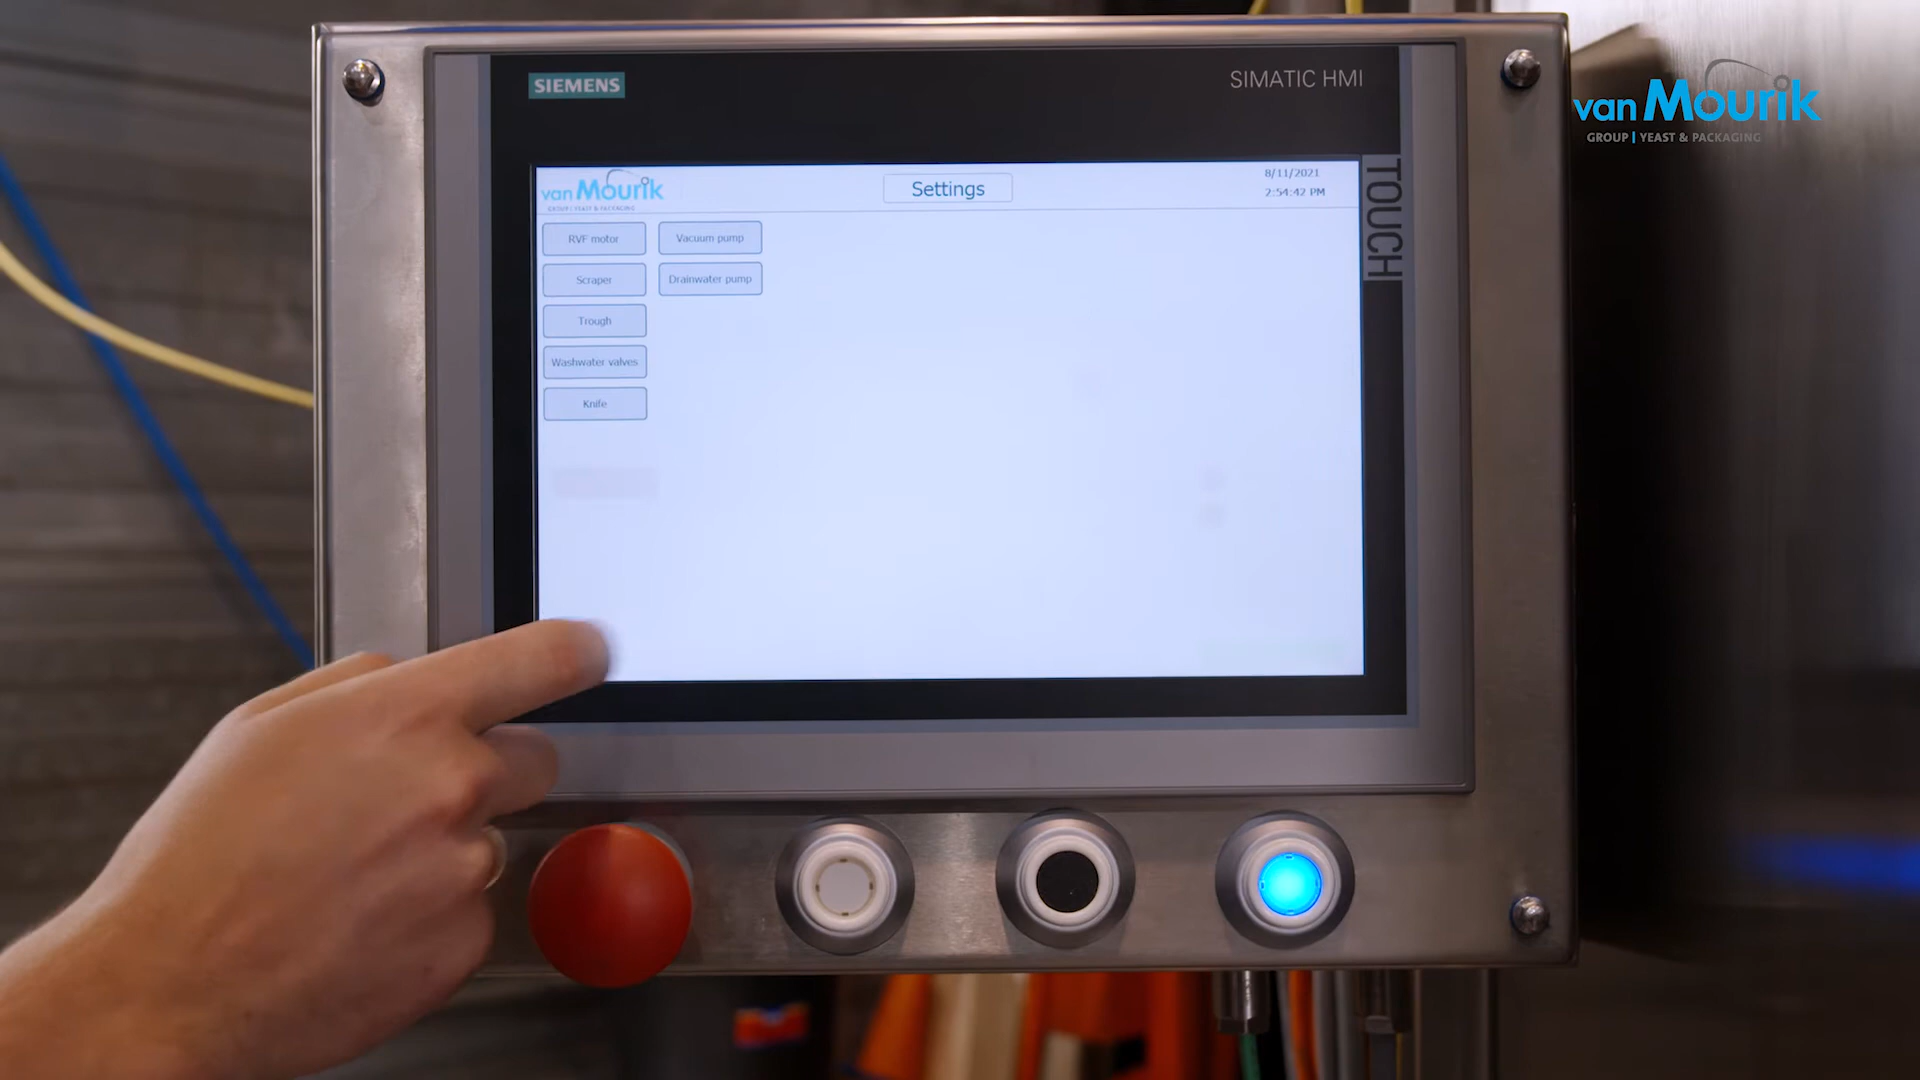 SIEMENS
SIMATIC HMI
TOUCH
van Mourik
GROUP | YEAST & PACKAGING
van Mourik
GROUP | YEAST & PACKAGING
Settings
8/11/2021
2:54:42 PM
RVF motor
Vacuum pump
Scraper
Drainwater pump
Trough
Washwater valves
Knife